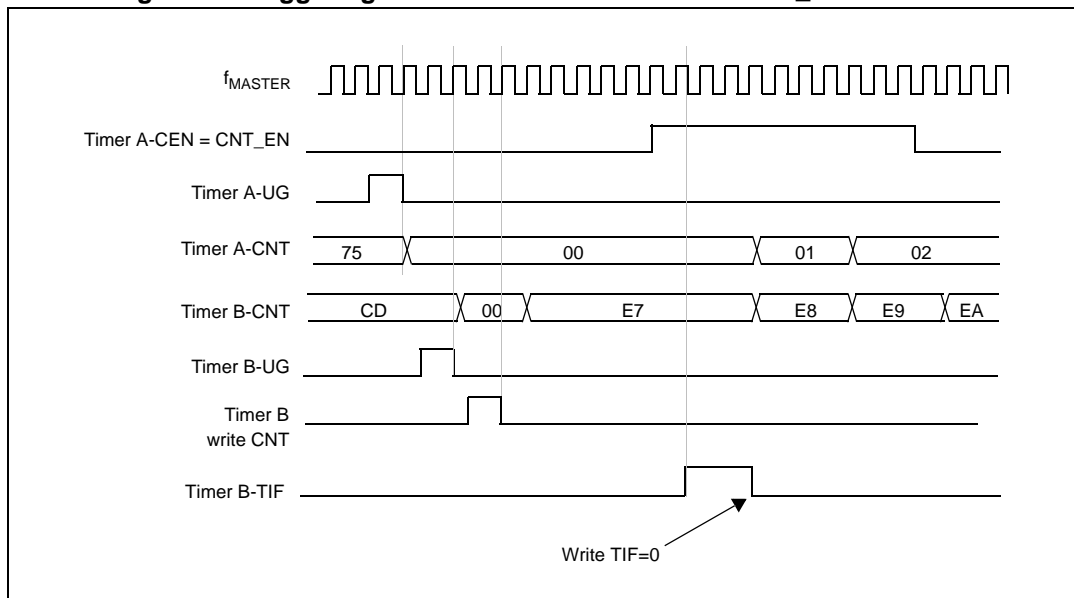 fMASTER
Timer A-CEN = CNT_EN
Timer A-UG
Timer A-CNT 75 00 01 02
Timer B-CNT CD 00 E7 E8 E9 EA
Timer B-UG
Timer B
write CNT
Timer B-TIF
Write TIF=0